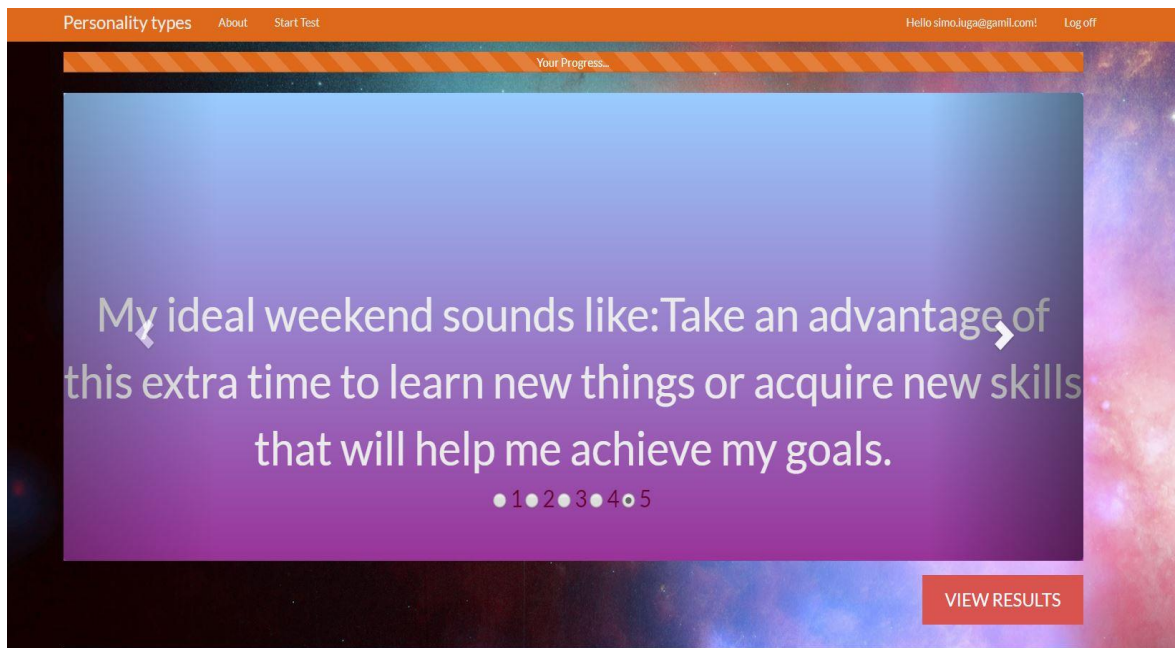 Personality types About Start Test Hello simo.iuga@gamil.com! Log off
Your Progress...
My ideal weekend sounds like:Take an advantage of
this extra time to learn new things or acquire new skills
that will help me achieve my goals.
1 2 3 4 5
VIEW RESULTS